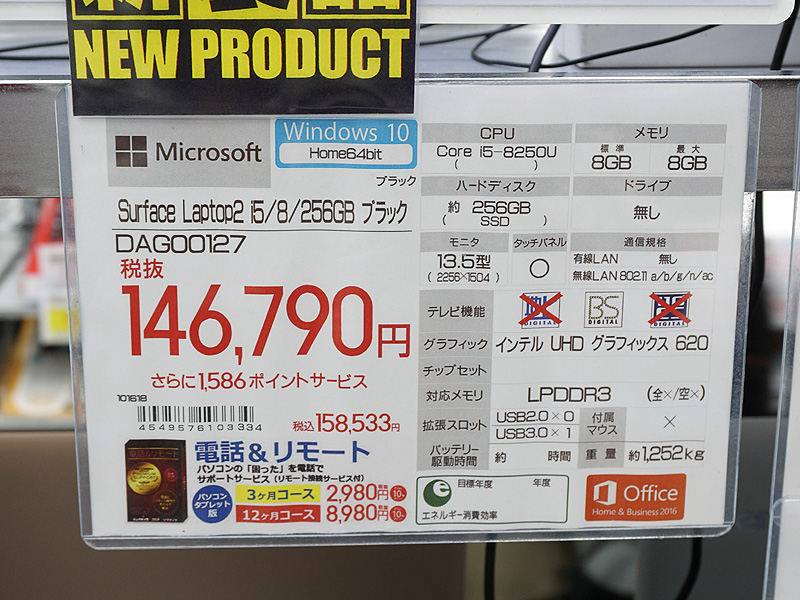 NEW PRODUCT
Microsoft
Windows 10
Home64bit
ブラック
Surface Laptop2 i5/8/256GB ブラック
DAG00127
税抜
146,790円
さらに1,586ポイントサービス
101618
4549576103334
税込158,533円
電話&リモート
電話&リモート
パソコンの「困った」を電話で
サポートサービス(リモート接続サービス付)
パソコン
タブレット
版
3ヶ月コース 2,980円
12ヶ月コース 8,980円
CPU
Core i5-8250U
( )
メモリ
標準 最大
8GB 8GB
ハードディスク
約 256GB
( SSD )
ドライブ
無し
モニタ
13.5型
(2256×1504)
タッチパネル
○
通信規格
有線LAN 無し
無線LAN 802.11 a/b/g/n/ac
テレビ機能
DIGITAL
BS
DIGITAL
DIGITAL
グラフィック インテル UHD グラフィックス 620
チップセット
対応メモリ LPDDR3 (全×/空×)
拡張スロット USB2.0 × 0
USB3.0 × 1
付属
マウス
×
バッテリー
駆動時間
約 時間
重量 約1,252kg
e
目標年度 年度
エネルギー消費効率
Office
Home & Business 2016